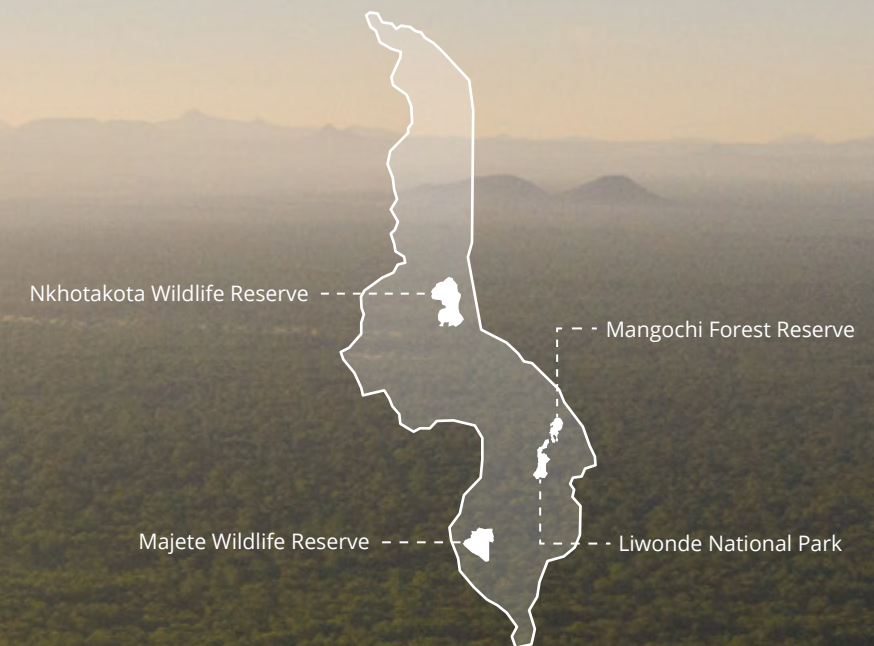 Nkhotakota Wildlife Reserve
Mangochi Forest Reserve
Majete Wildlife Reserve
Liwonde National Park